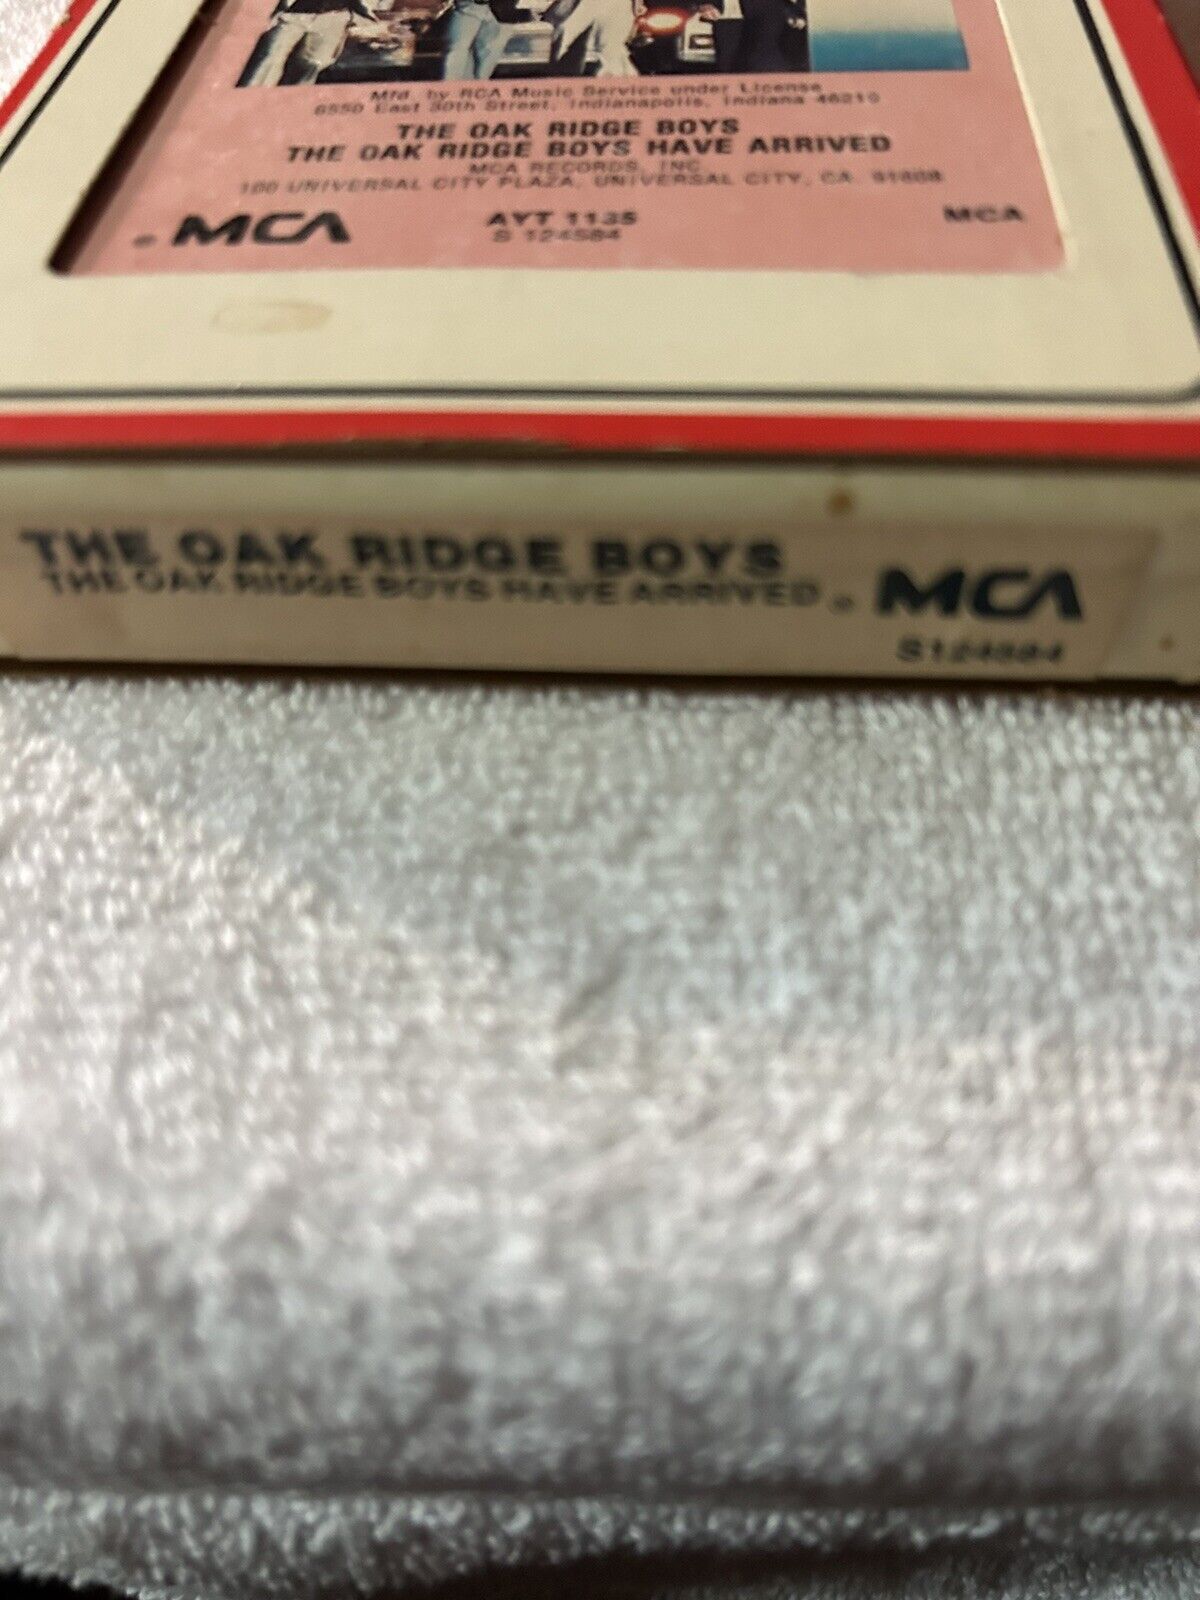 Mfd. by RCA Music Service under License
6550 East 30th Street, Indianapolis, Indiana 46210
THE OAK RIDGE BOYS
THE OAK RIDGE BOYS HAVE ARRIVED
MCA RECORDS, INC.
100 UNIVERSAL CITY PLAZA, UNIVERSAL CITY, CA. 91608
MCA AYT 1135 MCA
S 124584
THE OAK RIDGE BOYS
THE OAK RIDGE BOYS HAVE ARRIVED MCA
S124584